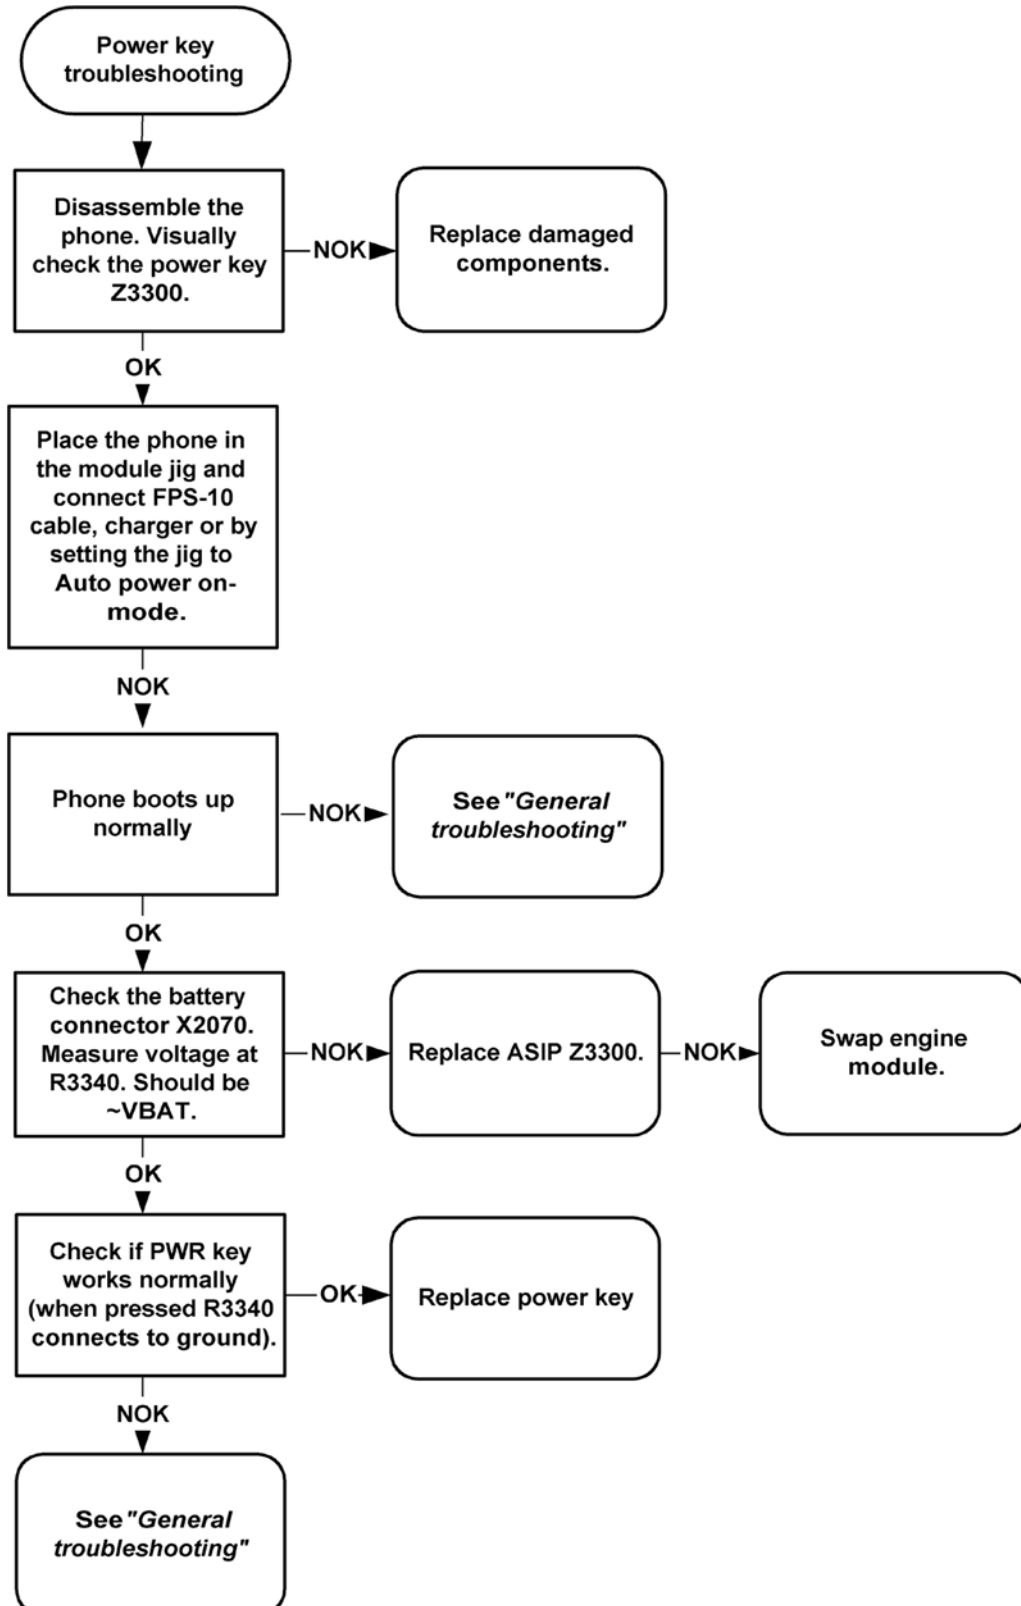 Power key
troubleshooting
Disassemble the
phone. Visually
check the power key
Z3300.
NOK
Replace damaged
components.
OK
Place the phone in
the module jig and
connect FPS-10
cable, charger or by
setting the jig to
Auto power on-
mode.
NOK
Phone boots up
normally
NOK
See "General
troubleshooting"
OK
Check the battery
connector X2070.
Measure voltage at
R3340. Should be
~VBAT.
NOK
Replace ASIP Z3300.
NOK
Swap engine
module.
OK
Check if PWR key
works normally
(when pressed R3340
connects to ground).
OK
Replace power key
NOK
See "General
troubleshooting"